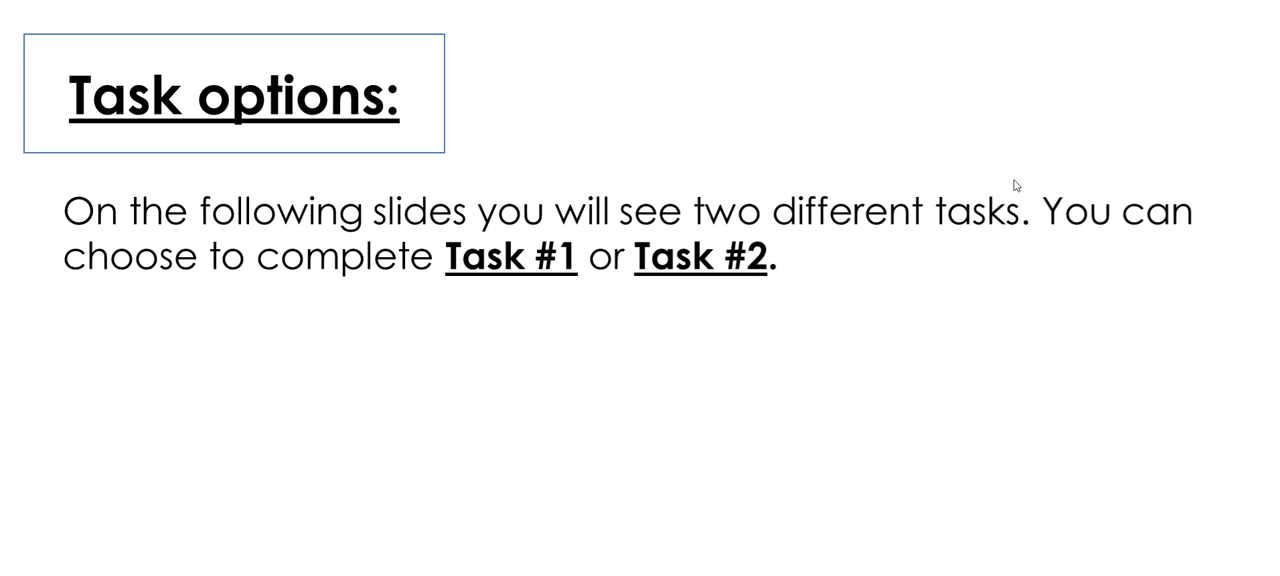 Task options:
On the following slides you will see two different tasks. You can
choose to complete Task #1 or Task #2.